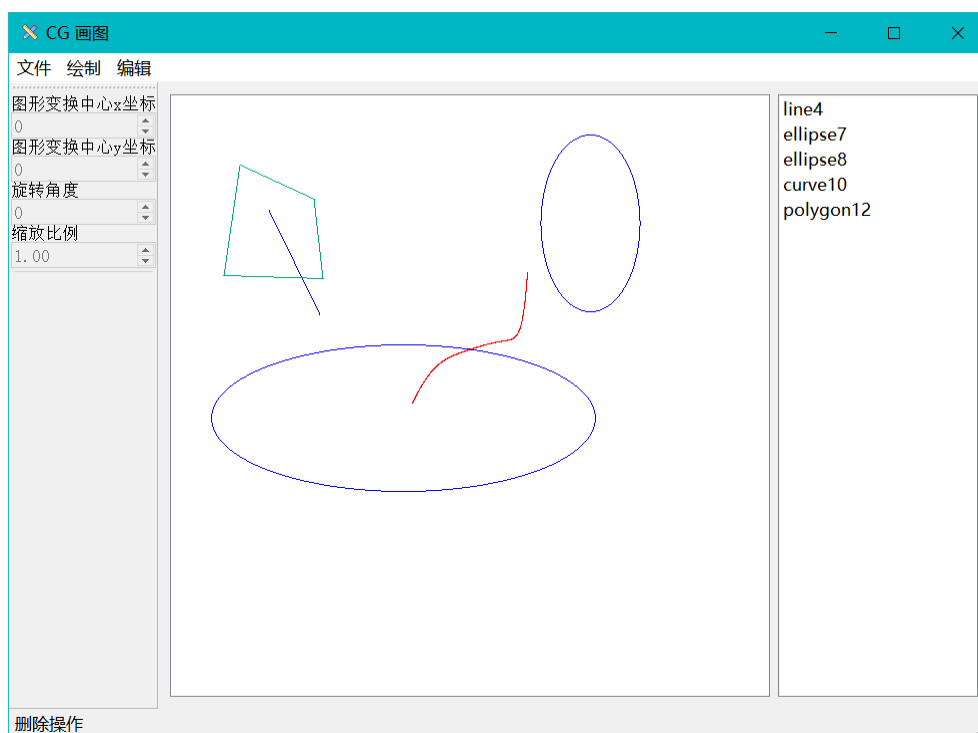 CG 画图
文件 绘制 编辑
图形变换中心x坐标
0
图形变换中心y坐标
0
旋转角度
0
缩放比例
1.00
line4
ellipse7
ellipse8
curve10
polygon12
删除操作